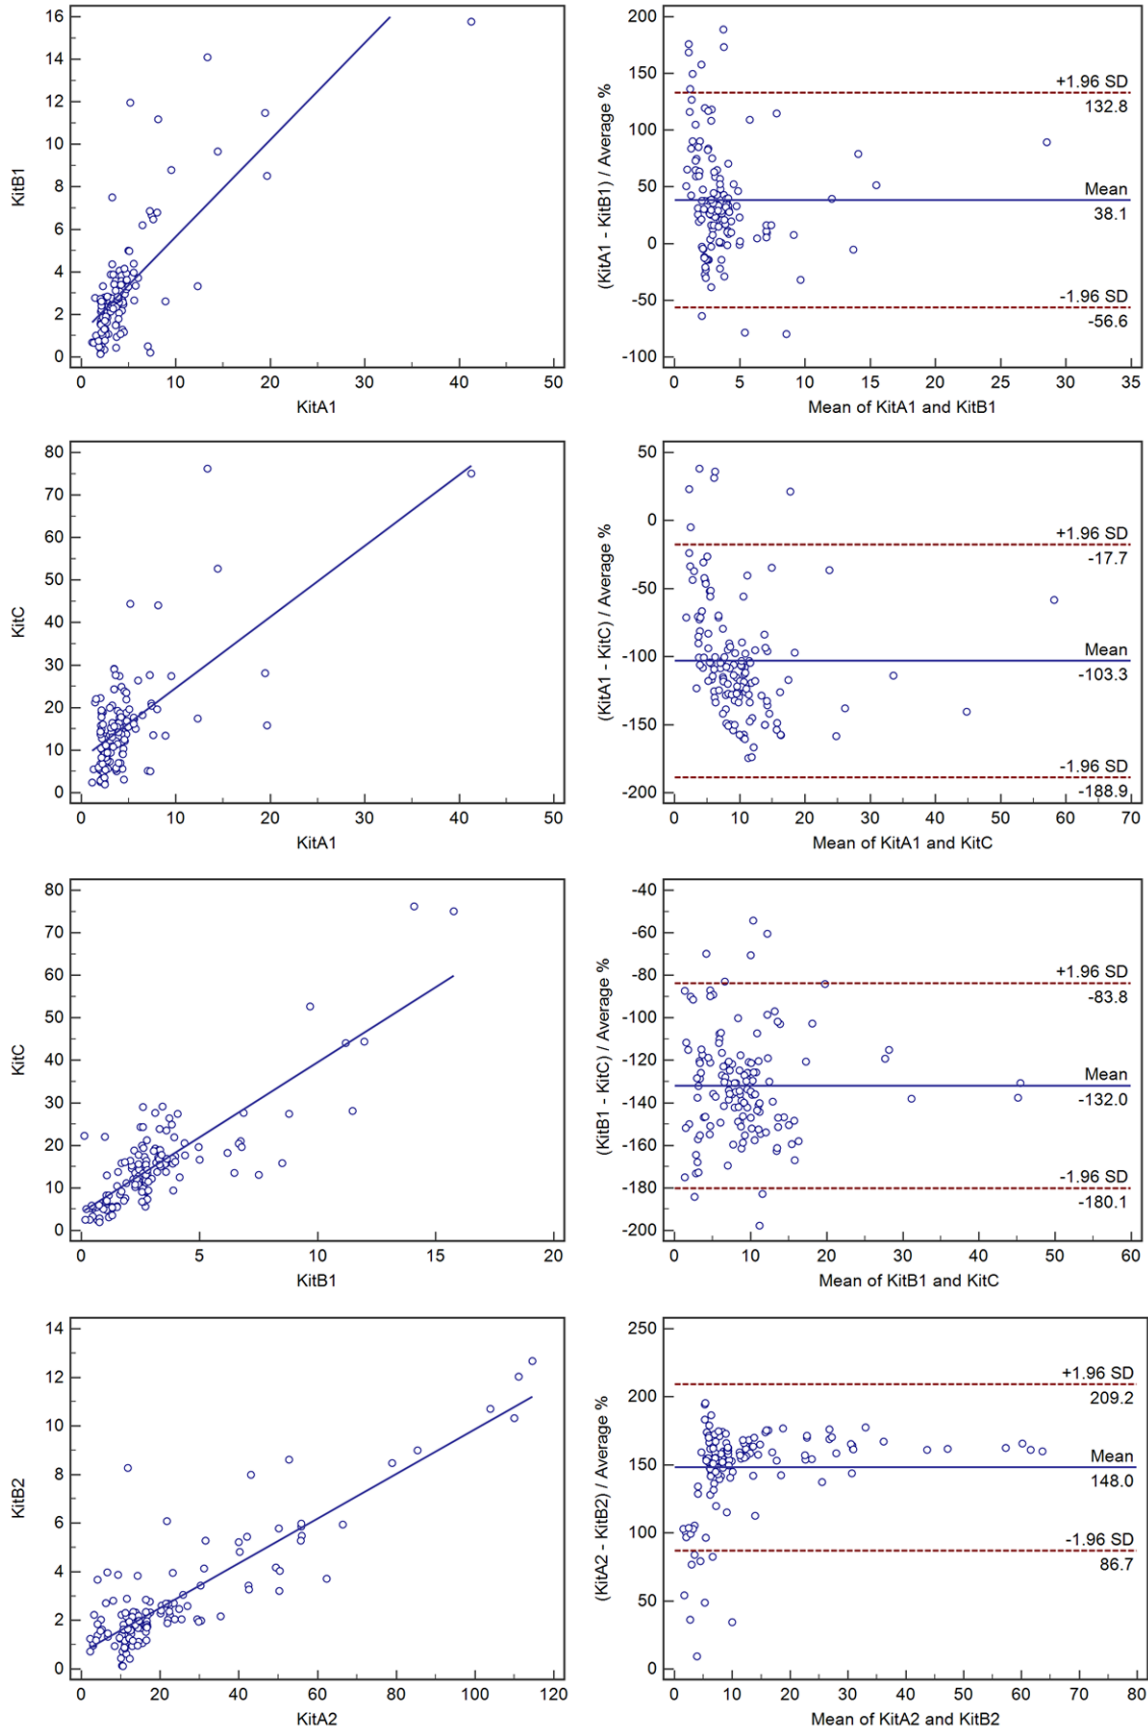 16
14
12
10
8
6
4
2
0
KitB1
0 10 20 30 40 50
KitA1
200
150
100
50
0
-50
-100
(KitA1 - KitB1) / Average %
+1.96 SD
132.8
Mean
38.1
-1.96 SD
-56.6
0 5 10 15 20 25 30 35
Mean of KitA1 and KitB1
80
70
60
50
40
30
20
10
0
KitC
0 10 20 30 40 50
KitA1
50
0
-50
-100
-150
-200
(KitA1 - KitC) / Average %
+1.96 SD
-17.7
Mean
-103.3
-1.96 SD
-188.9
0 10 20 30 40 50 60 70
Mean of KitA1 and KitC
80
70
60
50
40
30
20
10
0
KitC
0 5 10 15 20
KitB1
-40
-60
-80
-100
-120
-140
-160
-180
-200
(KitB1 - KitC) / Average %
+1.96 SD
-83.8
Mean
-132.0
-1.96 SD
-180.1
0 10 20 30 40 50 60
Mean of KitB1 and KitC
14
12
10
8
6
4
2
0
KitB2
0 20 40 60 80 100 120
KitA2
250
200
150
100
50
0
(KitA2 - KitB2) / Average %
+1.96 SD
209.2
Mean
148.0
-1.96 SD
86.7
0 10 20 30 40 50 60 70 80
Mean of KitA2 and KitB2